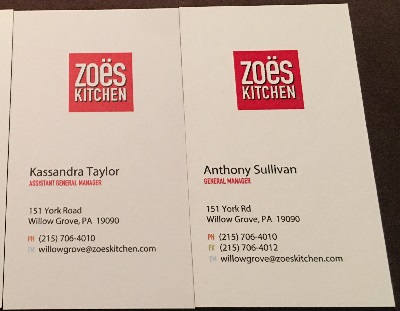 zoës
KITCHEN
Kassandra Taylor
ASSISTANT GENERAL MANAGER
151 York Road
Willow Grove, PA 19090
PH (215) 706-4010
EM willowgrove@zoeskitchen.com
zoës
KITCHEN
Anthony Sullivan
GENERAL MANAGER
151 York Rd
Willow Grove, PA 19090
PH (215) 706-4010
FX (215) 706-4012
EM willowgrove@zoeskitchen.com